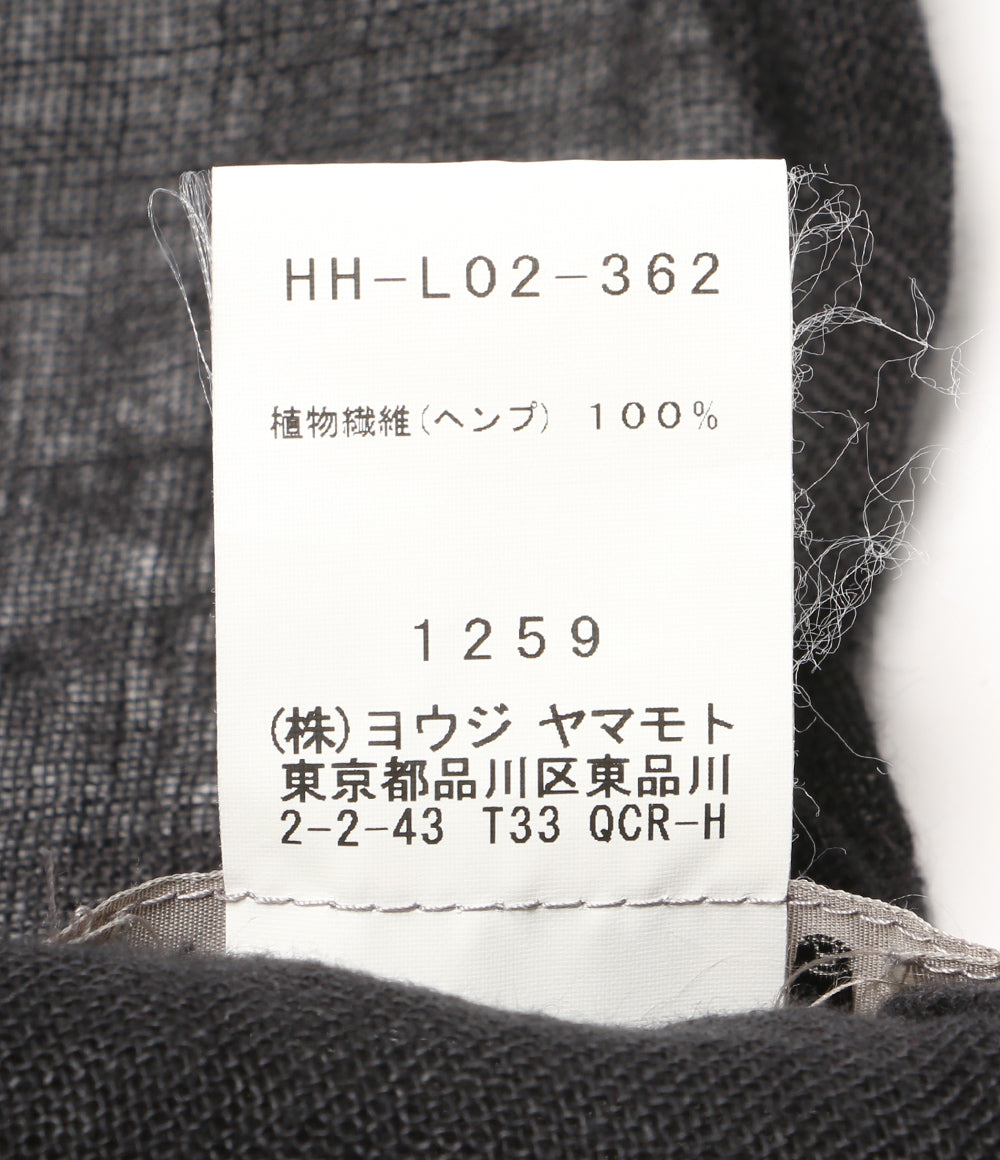 HH-L02-362
植物繊維(ヘンプ) 100%
1259
(株)ヨウジ ヤマモト
東京都品川区東品川
2-2-43 T33 QCR-H